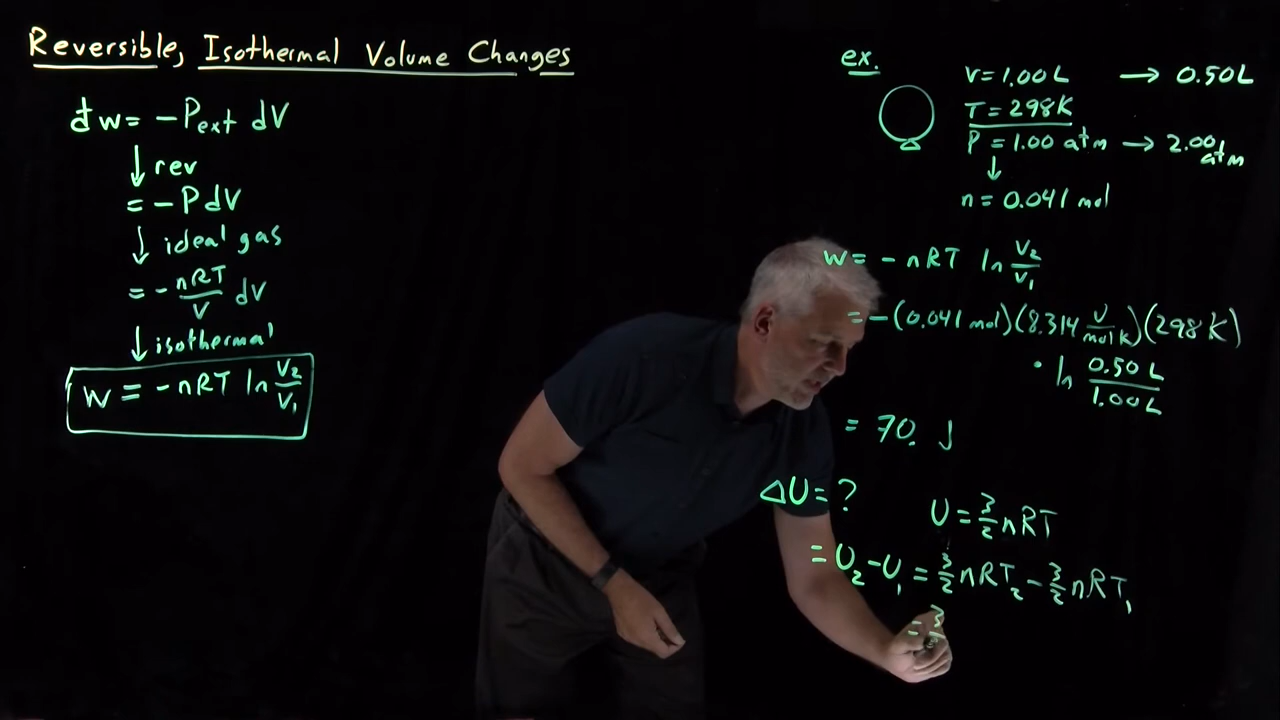 Reversible, Isothermal Volume Changes
đw = -P_ext dV
↓ rev
= -PdV
↓ ideal gas
= -nRT/V dV
↓ isothermal
w = -nRT ln V₂/V₁
ex.
V = 1.00 L → 0.50 L
T = 298 K
P = 1.00 atm → 2.00 atm
↓
n = 0.041 mol
w = -nRT ln V₂/V₁
= -(0.041 mol)(8.314 J/mol K)(298 K)
· ln 0.50 L/1.00 L
= 70. J
ΔU = ?
U = 3/2 nRT
= U₂ - U₁ = 3/2 nRT₂ - 3/2 nRT₁
= 3/